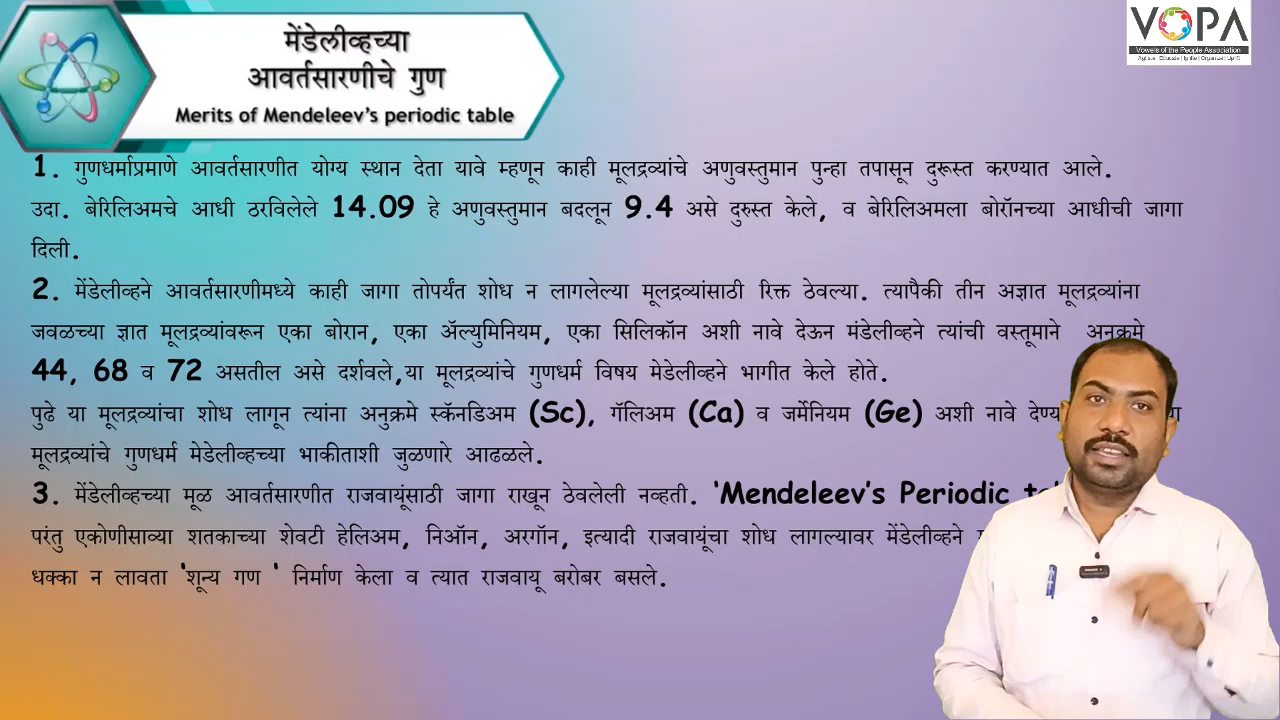 मेंडेलीव्हच्या
आवर्तसारणीचे गुण
Merits of Mendeleev's periodic table
VOPA
Vowels of the People Association
1. गुणधर्माप्रमाणे आवर्तसारणीत योग्य स्थान देता यावे म्हणून काही मूलद्रव्यांचे अणुवस्तुमान पुन्हा तपासून दुरूस्त करण्यात आले.
उदा. बेरिलिअमचे आधी ठरविलेले 14.09 हे अणुवस्तुमान बदलून 9.4 असे दुरुस्त केले, व बेरिलिअमला बोरॉनच्या आधीची जागा
दिली.
2. मेंडेलीव्हने आवर्तसारणीमध्ये काही जागा तोपर्यंत शोध न लागलेल्या मूलद्रव्यांसाठी रिक्त ठेवल्या. त्यापैकी तीन अज्ञात मूलद्रव्यांना
जवळच्या ज्ञात मूलद्रव्यांवरून एका बोरान, एका ॲल्युमिनियम, एका सिलिकॉन अशी नावे देऊन मंडेलीव्हने त्यांची वस्तूमाने अनुक्रमे
44, 68 व 72 असतील असे दर्शवले,या मूलद्रव्यांचे गुणधर्म विषय मेडेलीव्हने भागीत केले होते.
पुढे या मूलद्रव्यांचा शोध लागून त्यांना अनुक्रमे स्कॅनडिअम (Sc), गॅलिअम (Ca) व जर्मेनियम (Ge) अशी नावे
मूलद्रव्यांचे गुणधर्म मेडेलीव्हच्या भाकीताशी जुळणारे आढळले.
3. मेंडेलीव्हच्या मूळ आवर्तसारणीत राजवायूंसाठी जागा राखून ठेवलेली नव्हती. 'Mendeleev's Periodic
परंतु एकोणीसाव्या शतकाच्या शेवटी हेलिअम, निऑन, अरगॉन, इत्यादी राजवायूंचा शोध लागल्यावर मेंडेलीव्हने
धक्का न लावता 'शून्य गण ' निर्माण केला व त्यात राजवायू बरोबर बसले.